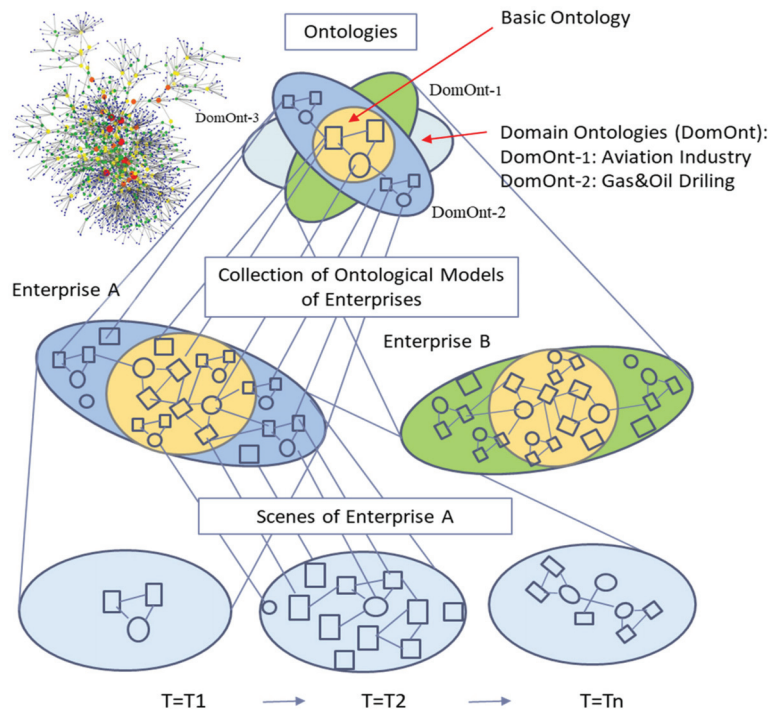 Ontologies
Basic Ontology
DomOnt-3
DomOnt-1
Domain Ontologies (DomOnt):
DomOnt-1: Aviation Industry
DomOnt-2: Gas&Oil Driling
DomOnt-2
Collection of Ontological Models
of Enterprises
Enterprise A
Enterprise B
Scenes of Enterprise A
T=T1
T=T2
T=Tn